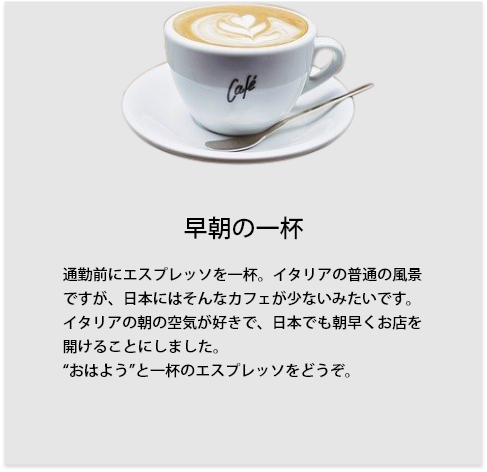 Café
早朝の一杯
通勤前にエスプレッソを一杯。イタリアの普通の風景
ですが、日本にはそんなカフェが少ないみたいです。
イタリアの朝の空気が好きで、日本でも朝早くお店を
開けることにしました。
“おはよう”と一杯のエスプレッソをどうぞ。